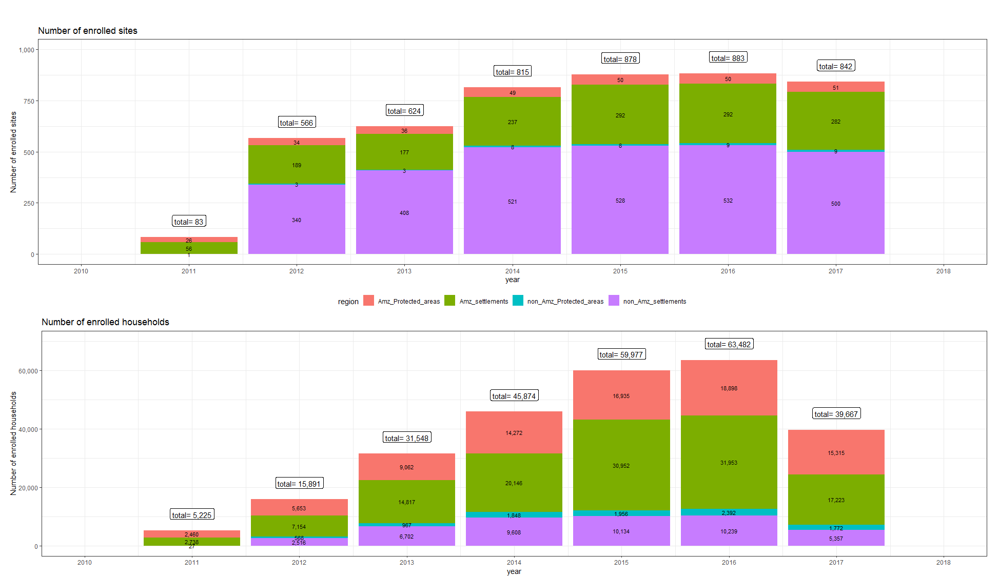 Number of enrolled sites
Number of enrolled sites
1,000
750
500
250
0
total= 83
26
56
1
total= 566
34
189
3
340
total= 624
36
177
3
408
total= 815
49
237
8
521
total= 878
50
292
8
528
total= 883
50
292
9
532
total= 842
51
282
9
500
2010 2011 2012 2013 2014 2015 2016 2017 2018
year
region Amz_Protected_areas Amz_settlements non_Amz_Protected_areas non_Amz_settlements
Number of enrolled households
Number of enrolled households
60,000
40,000
20,000
0
total= 5,225
2,460
2,738
27
total= 15,891
5,653
7,154
568
2,516
total= 31,548
9,062
14,817
967
6,702
total= 45,874
14,272
20,146
1,848
9,608
total= 59,977
16,935
30,952
1,956
10,134
total= 63,482
18,898
31,953
2,392
10,239
total= 39,667
15,315
17,223
1,772
5,357
2010 2011 2012 2013 2014 2015 2016 2017 2018
year